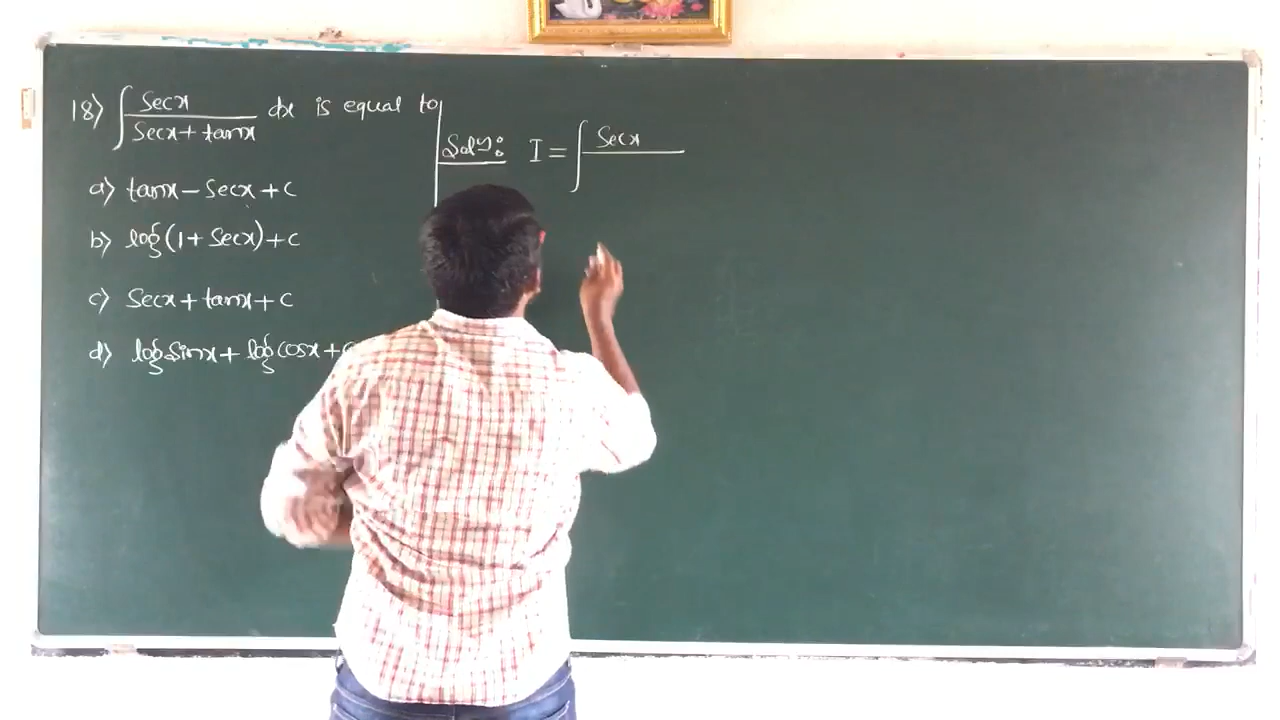 18) ∫ Secx / Secx + tanx dx is equal to
a) tanx - Secx + c
b) log(1 + Secx) + c
c) Secx + tanx + c
d) log Sinx + log Cosx +
Soln: I = ∫ Secx